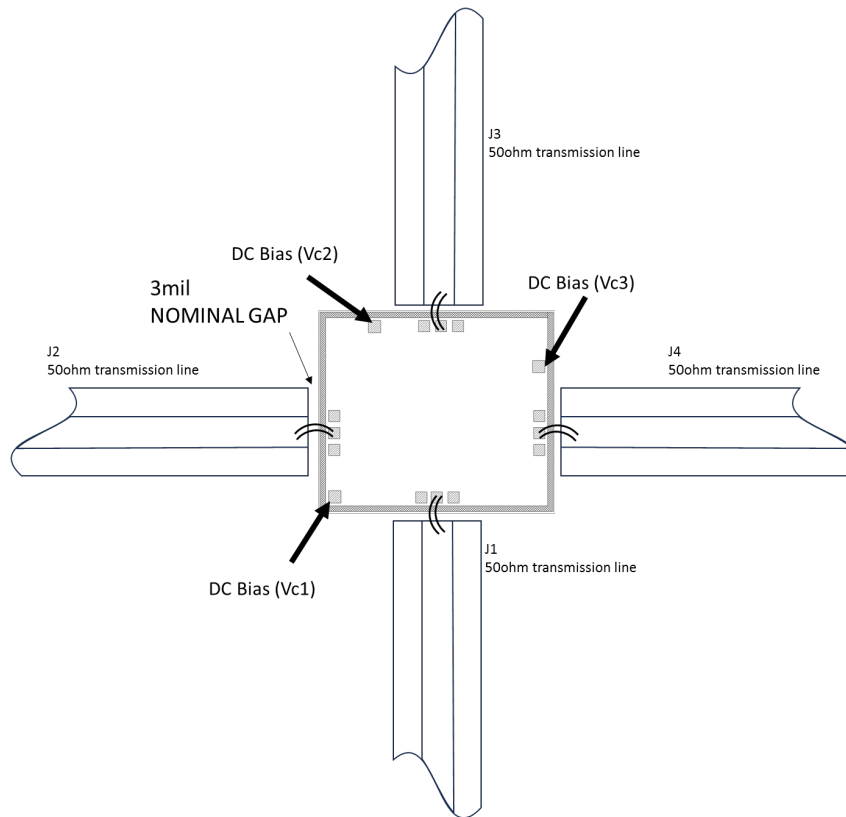 J3
50ohm transmission line
DC Bias (Vc2)
DC Bias (Vc3)
3mil
NOMINAL GAP
J2
50ohm transmission line
J4
50ohm transmission line
J1
50ohm transmission line
DC Bias (Vc1)